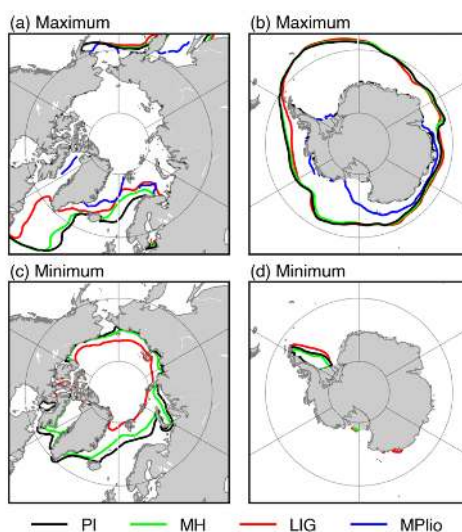 (a) Maximum
(b) Maximum
(c) Minimum
(d) Minimum
PI MH LIG MPlio